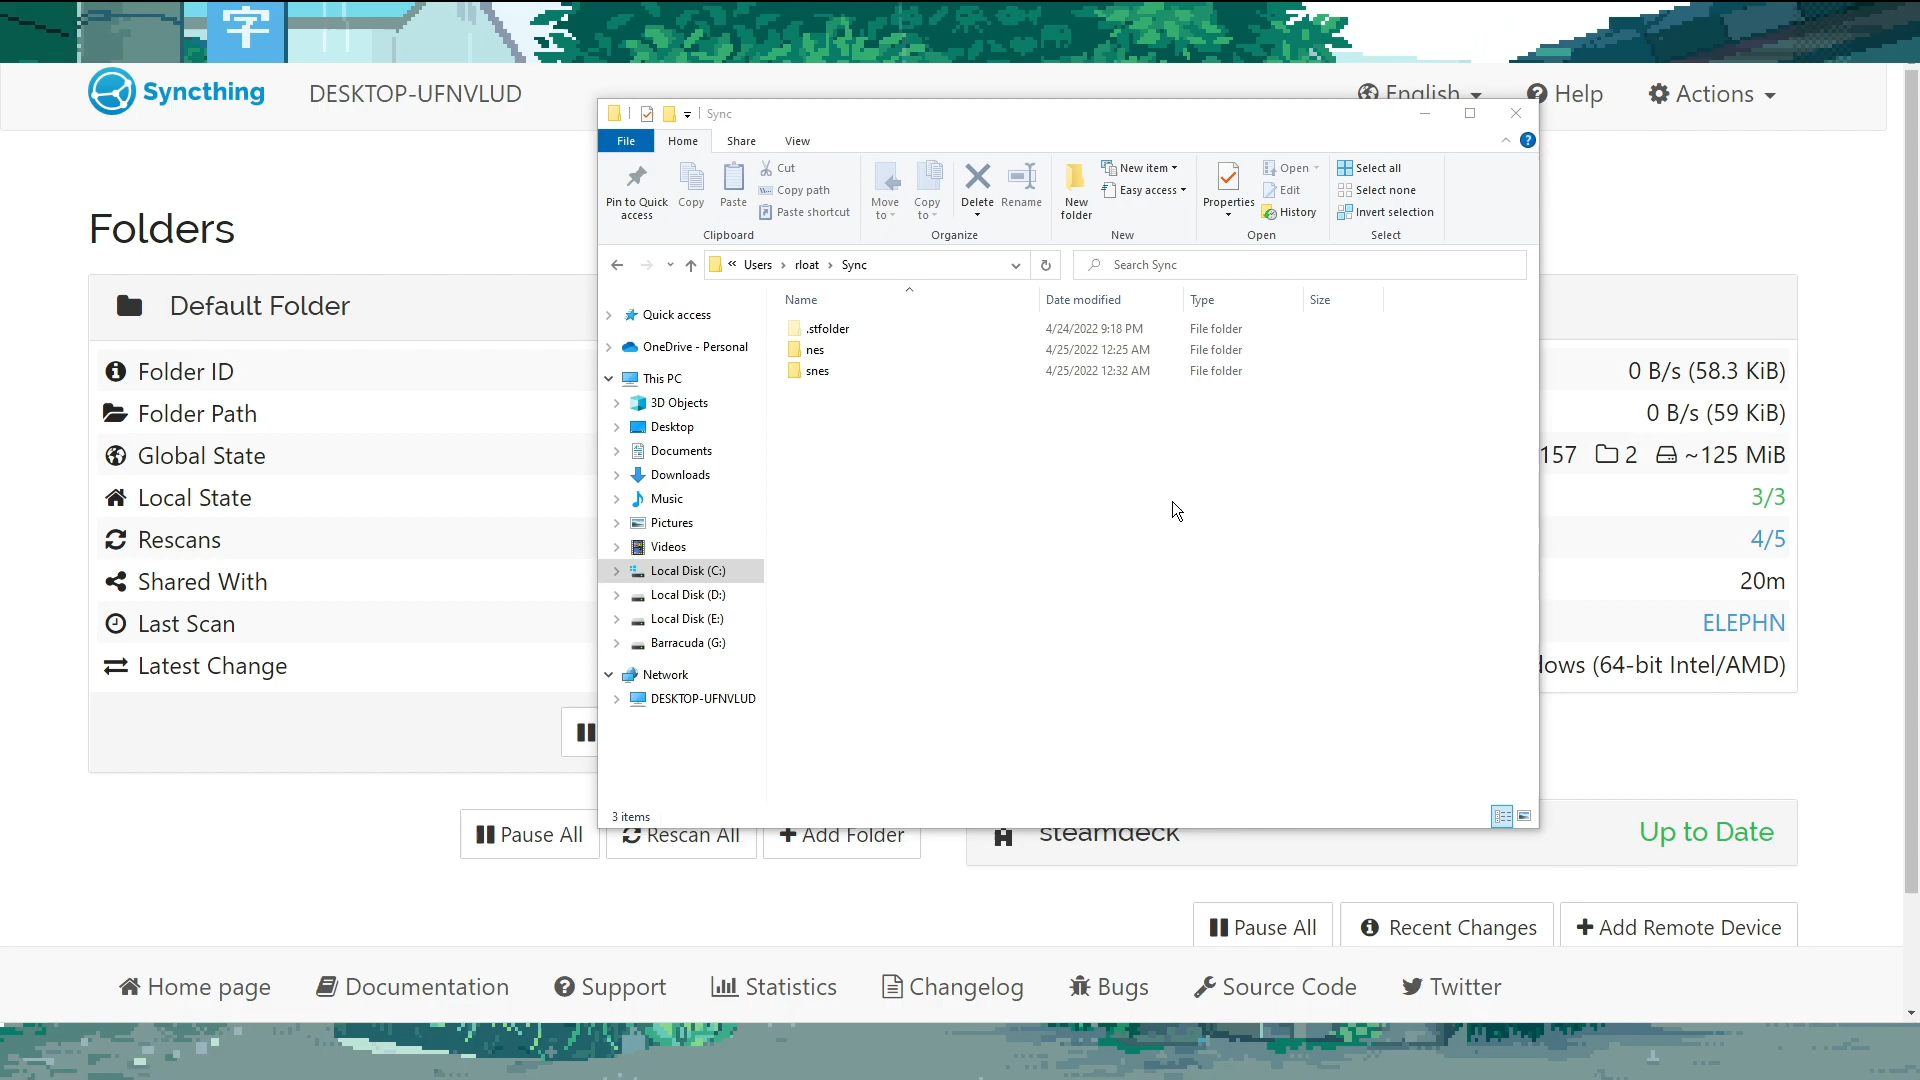 字
Syncthing
DESKTOP-UFNVLUD
English
Help
Actions
Folders
Default Folder
Folder ID
Folder Path
Global State
Local State
Rescans
Shared With
Last Scan
Latest Change
Pause All
Rescan All
Add Folder
Sync
File
Home
Share
View
Pin to Quick access
Copy
Paste
Cut
Copy path
Paste shortcut
Clipboard
Move to
Copy to
Delete
Rename
Organize
New folder
New item
Easy access
New
Properties
Open
Edit
History
Open
Select all
Select none
Invert selection
Select
« Users › rloat › Sync
Search Sync
Quick access
OneDrive - Personal
This PC
3D Objects
Desktop
Documents
Downloads
Music
Pictures
Videos
Local Disk (C:)
Local Disk (D:)
Local Disk (E:)
Barracuda (G:)
Network
DESKTOP-UFNVLUD
Name Date modified Type Size
.stfolder 4/24/2022 9:18 PM File folder
nes 4/25/2022 12:25 AM File folder
snes 4/25/2022 12:32 AM File folder
3 items
0 B/s (58.3 KiB)
0 B/s (59 KiB)
157 2 ~125 MiB
3/3
4/5
20m
ELEPHN
(64-bit Intel/AMD)
steamdeck
Up to Date
Pause All
Recent Changes
Add Remote Device
Home page
Documentation
Support
Statistics
Changelog
Bugs
Source Code
Twitter